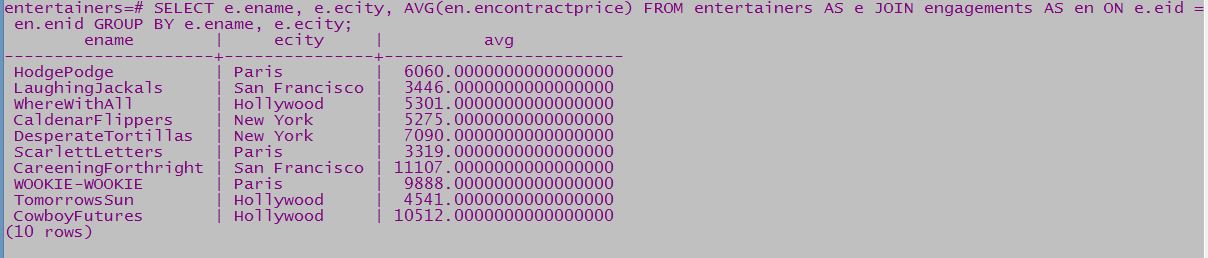 entertainers=# SELECT e.ename, e.ecity, AVG(en.encontractprice) FROM entertainers AS e JOIN engagements AS en ON e.eid =
 en.enid GROUP BY e.ename, e.ecity;
        ename        |     ecity     |          avg
---------------------+---------------+------------------------
 HodgePodge          | Paris         |  6060.0000000000000000
 LaughingJackals     | San Francisco |  3446.0000000000000000
 WhereWithAll        | Hollywood     |  5301.0000000000000000
 CaldenarFlippers    | New York      |  5275.0000000000000000
 DesperateTortillas  | New York      |  7090.0000000000000000
 ScarlettLetters     | Paris         |  3319.0000000000000000
 CareeningForthright | San Francisco | 11107.0000000000000000
 WOOKIE-WOOKIE       | Paris         |  9888.0000000000000000
 TomorrowsSun        | Hollywood     |  4541.0000000000000000
 CowboyFutures       | Hollywood     | 10512.0000000000000000
(10 rows)